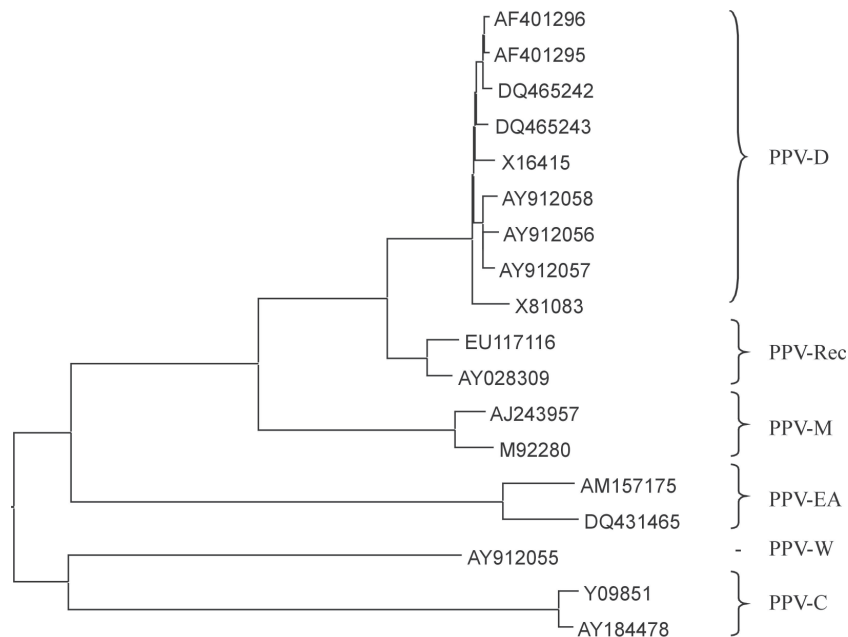 AF401296
AF401295
DQ465242
DQ465243
X16415
PPV-D
AY912058
AY912056
AY912057
X81083
EU117116
PPV-Rec
AY028309
AJ243957
PPV-M
M92280
AM157175
PPV-EA
DQ431465
AY912055
- PPV-W
Y09851
PPV-C
AY184478